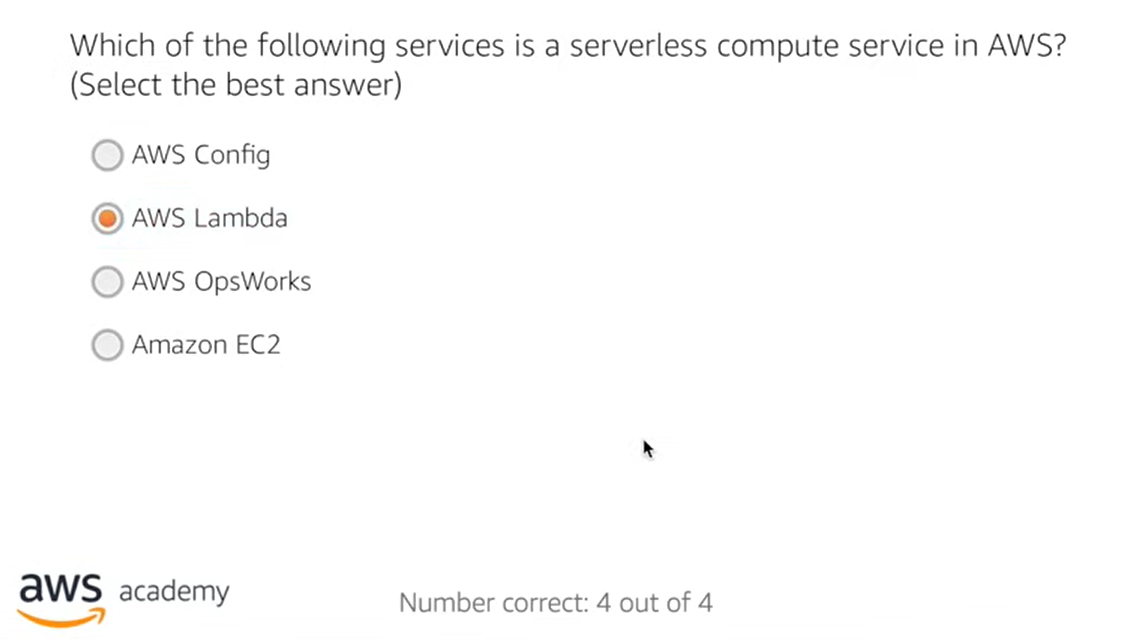 Which of the following services is a serverless compute service in AWS?
(Select the best answer)
AWS Config
AWS Lambda
AWS OpsWorks
Amazon EC2
aws academy
Number correct: 4 out of 4